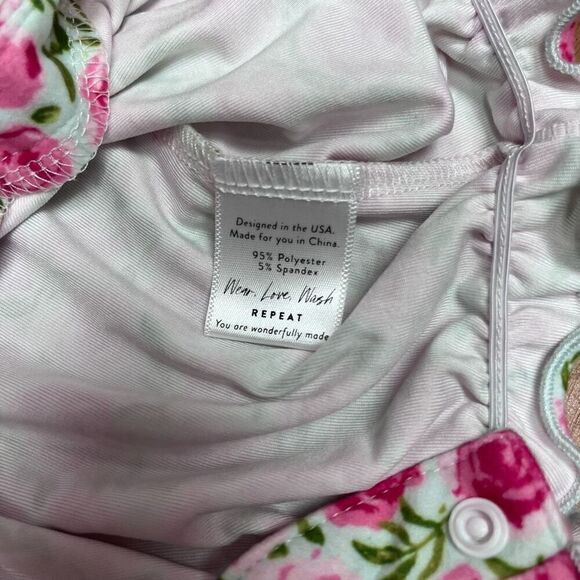 Designed in the USA.
Made for you in China.
95% Polyester
5% Spandex
Wear, Love, Wash
REPEAT
You are wonderfully made